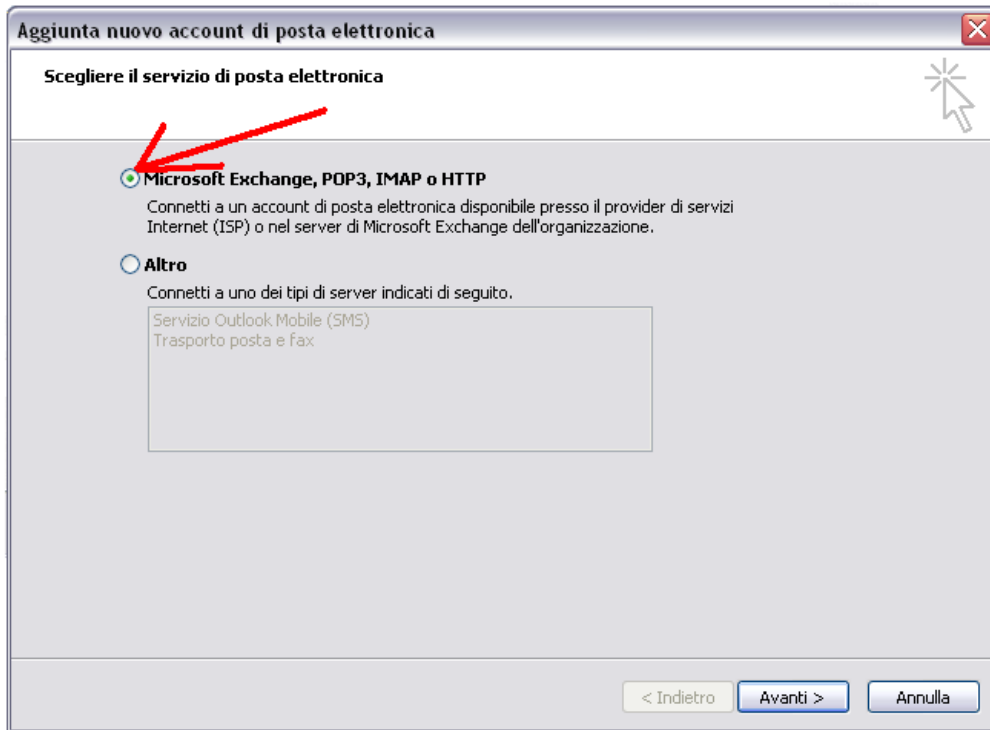 Aggiunta nuovo account di posta elettronica
Scegliere il servizio di posta elettronica
Microsoft Exchange, POP3, IMAP o HTTP
Connetti a un account di posta elettronica disponibile presso il provider di servizi
Internet (ISP) o nel server di Microsoft Exchange dell'organizzazione.
Altro
Connetti a uno dei tipi di server indicati di seguito.
Servizio Outlook Mobile (SMS)
Trasporto posta e fax
< Indietro
Avanti >
Annulla